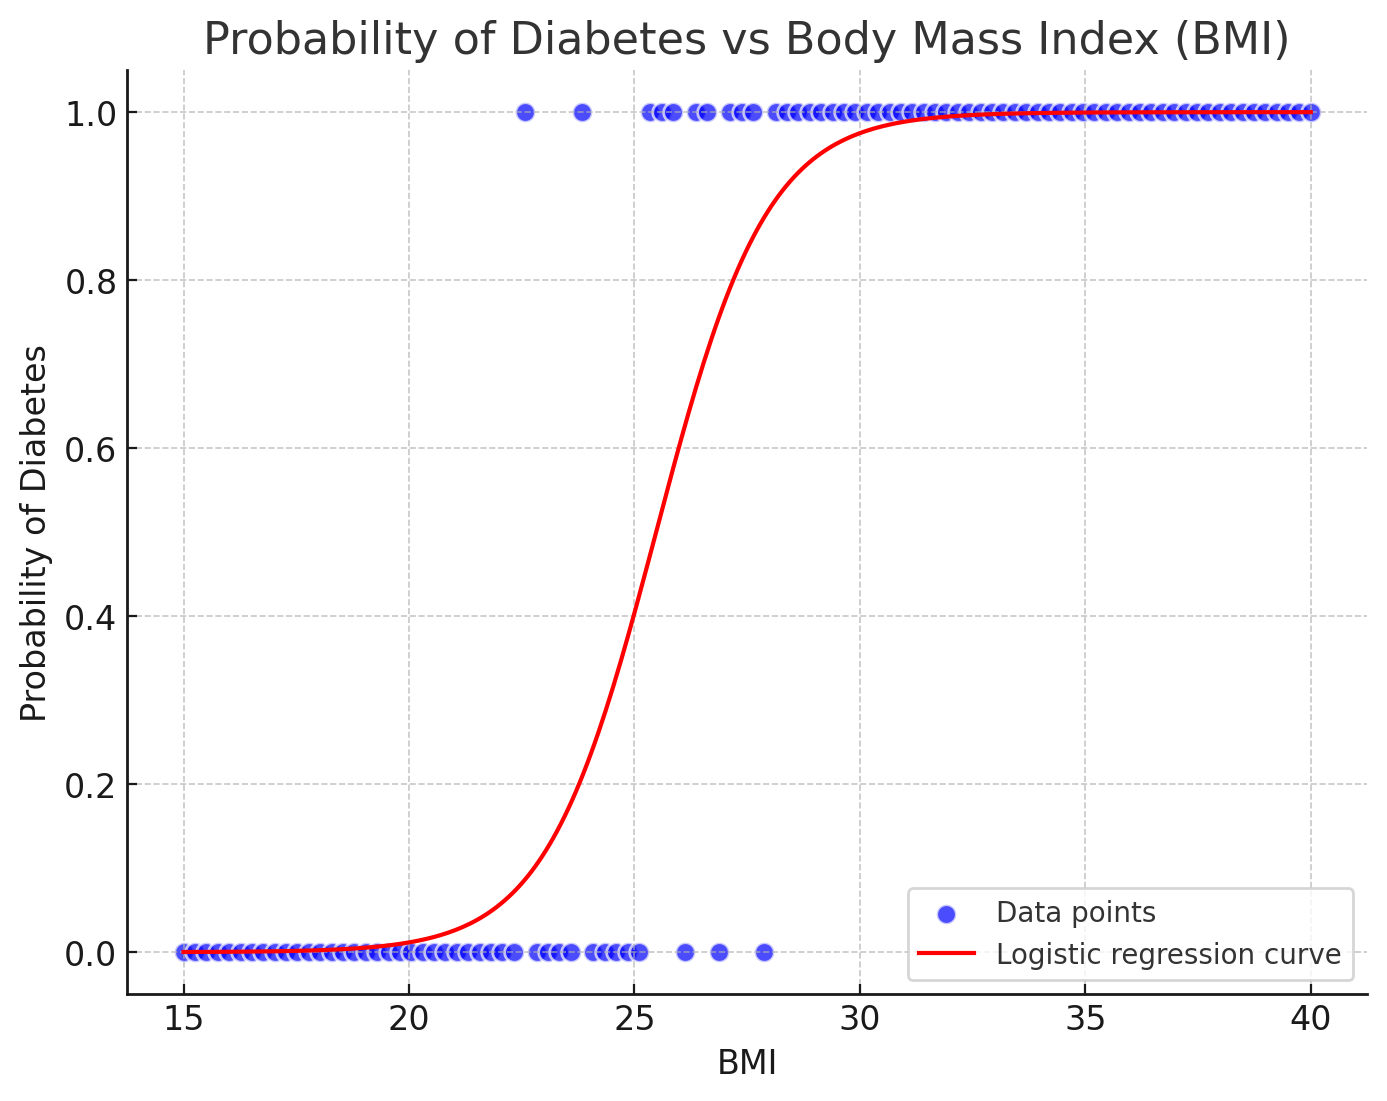 Probability of Diabetes vs Body Mass Index (BMI)
1.0
0.8
0.6
0.4
0.2
0.0
Probability of Diabetes
Data points
Logistic regression curve
15 20 25 30 35 40
BMI